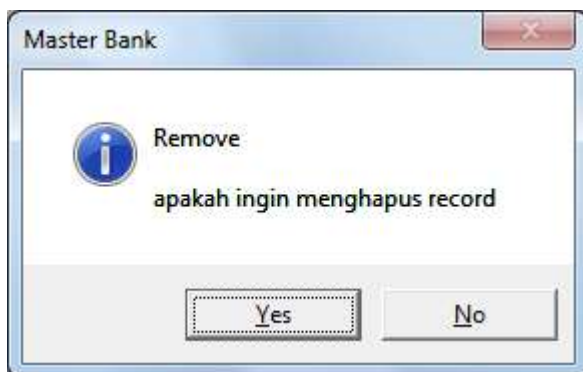 Master Bank
Remove
apakah ingin menghapus record
Yes
No